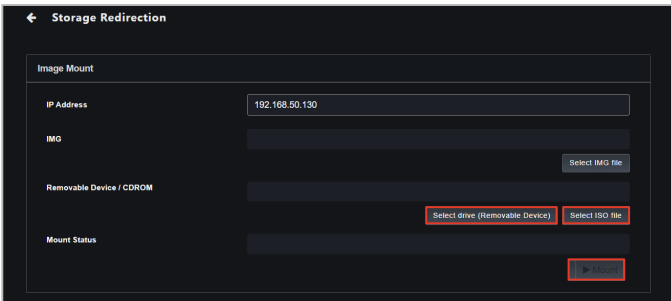 Storage Redirection
Image Mount
IP Address
192.168.50.130
IMG
Select IMG file
Removable Device / CDROM
Select drive (Removable Device) Select ISO file
Mount Status
Mount